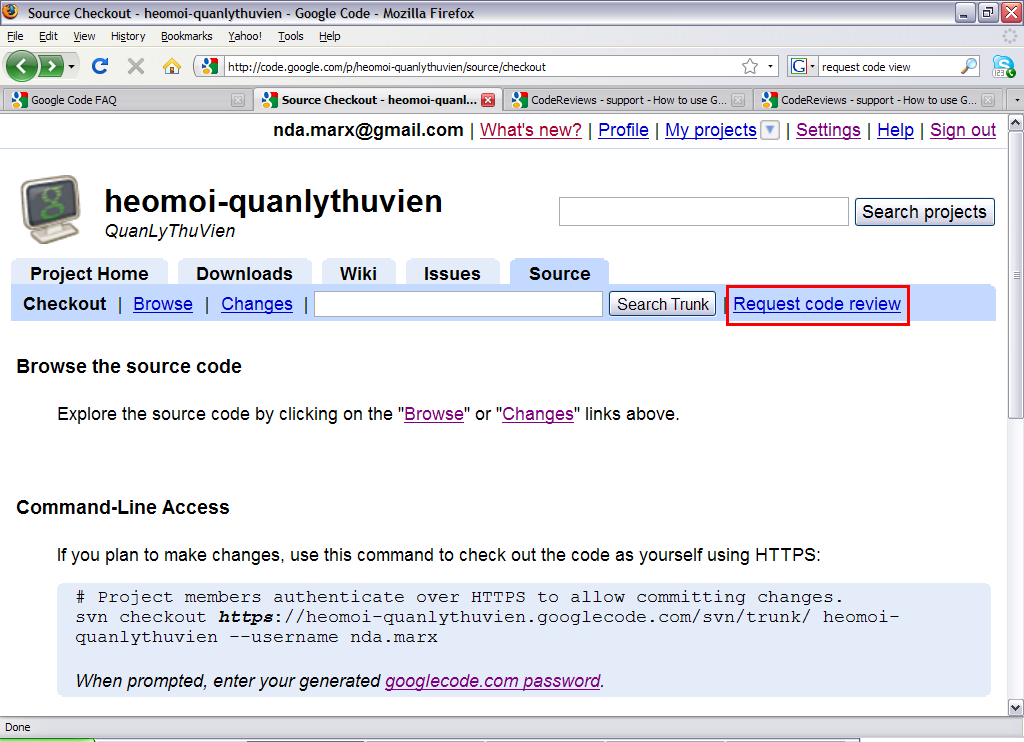 Source Checkout - heomoi-quanlythuvien - Google Code - Mozilla Firefox
File Edit View History Bookmarks Yahoo! Tools Help
http://code.google.com/p/heomoi-quanlythuvien/source/checkout G request code view 123
Google Code FAQ Source Checkout - heomoi-quanl... CodeReviews - support - How to use G... CodeReviews - support - How to use G...
nda.marx@gmail.com | What's new? | Profile | My projects | Settings | Help | Sign out
heomoi-quanlythuvien
QuanLyThuVien
Search projects
Project Home Downloads Wiki Issues Source
Checkout | Browse | Changes | Search Trunk | Request code review
Browse the source code
Explore the source code by clicking on the "Browse" or "Changes" links above.
Command-Line Access
If you plan to make changes, use this command to check out the code as yourself using HTTPS:
# Project members authenticate over HTTPS to allow committing changes.
svn checkout https://heomoi-quanlythuvien.googlecode.com/svn/trunk/ heomoi-
quanlythuvien --username nda.marx
When prompted, enter your generated googlecode.com password.
Done